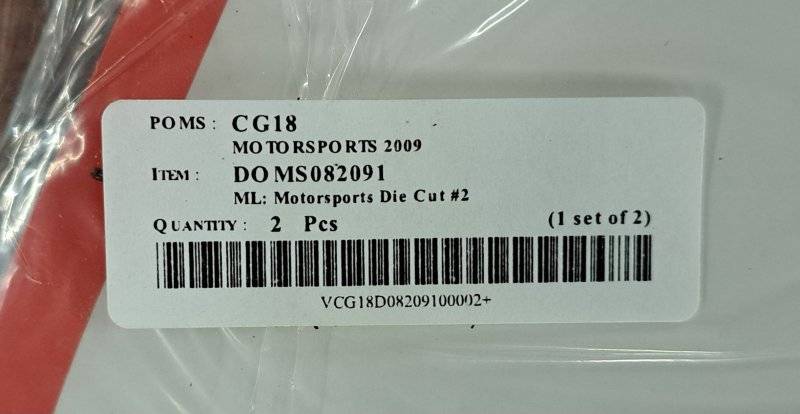 POMS: CG18
MOTORSPORTS 2009
ITEM: DOMS082091
ML: Motorsports Die Cut #2
QUANTITY: 2 Pcs (1 set of 2)
VCG18D08209100002+